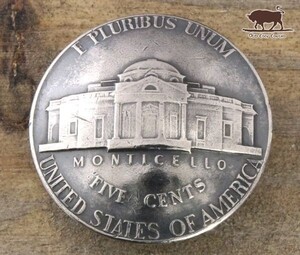 E PLURIBUS UNUM
MONTICELLO
FIVE CENTS
UNITED STATES OF AMERICA